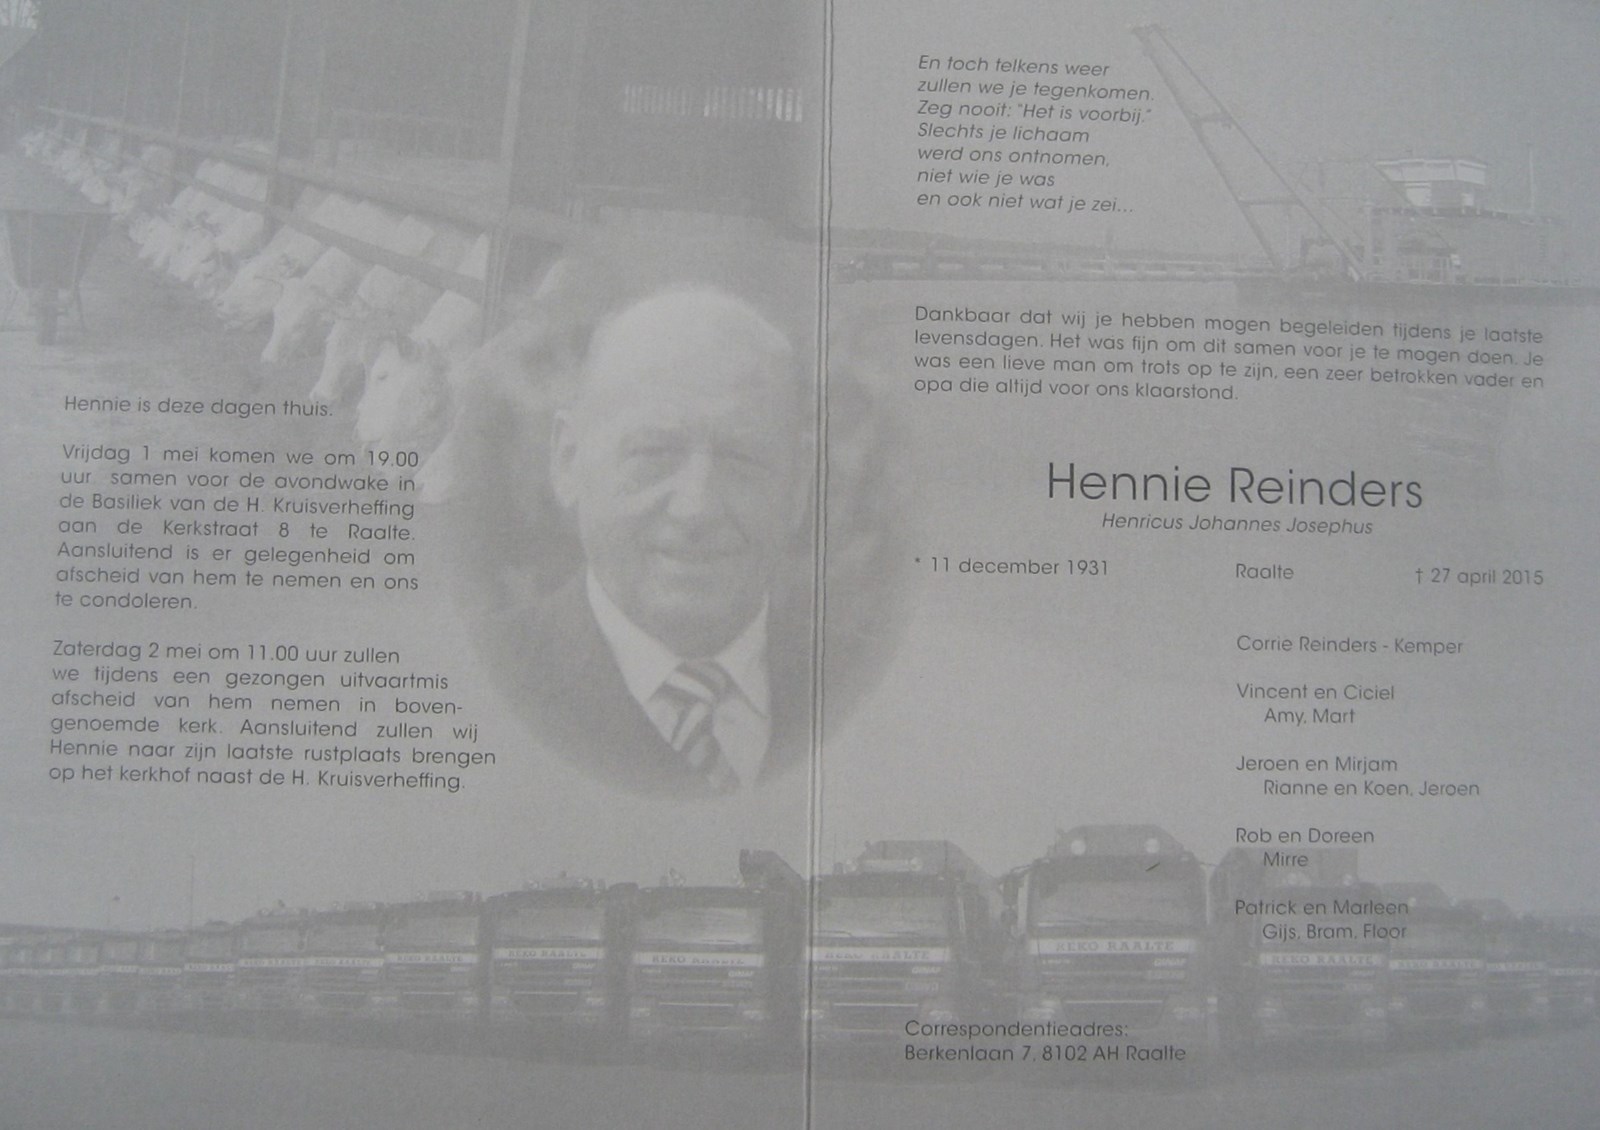 Hennie is deze dagen thuis.
Vrijdag 1 mei komen we om 19.00
uur samen voor de avondwake in
de Basiliek van de H. Kruisverheffing
aan de Kerkstraat 8 te Raalte.
Aansluitend is er gelegenheid om
afscheid van hem te nemen en ons
te condoleren.
Zaterdag 2 mei om 11.00 uur zullen
we tijdens een gezongen uitvaartmis
afscheid van hem nemen in boven-
genoemde kerk. Aansluitend zullen wij
Hennie naar zijn laatste rustplaats brengen
op het kerkhof naast de H. Kruisverheffing.
En toch telkens weer
zullen we je tegenkomen.
Zeg nooit: "Het is voorbij."
Slechts je lichaam
werd ons ontnomen,
niet wie je was
en ook niet wat je zei...
Dankbaar dat wij je hebben mogen begeleiden tijdens je laatste
levensdagen. Het was fijn om dit samen voor je te mogen doen. Je
was een lieve man om trots op te zijn, een zeer betrokken vader en
opa die altijd voor ons klaarstond.
Hennie Reinders
Henricus Johannes Josephus
* 11 december 1931 Raalte † 27 april 2015
Corrie Reinders - Kemper
Vincent en Ciciel
Amy, Mart
Jeroen en Mirjam
Rianne en Koen, Jeroen
Rob en Doreen
Mirre
Patrick en Marleen
Gijs, Bram, Floor
REKO RAALTE
REKO RAALTE
REKO RAALTE
REKO RAALTE
REKO RAALTE
Correspondentieadres:
Berkenlaan 7, 8102 AH Raalte